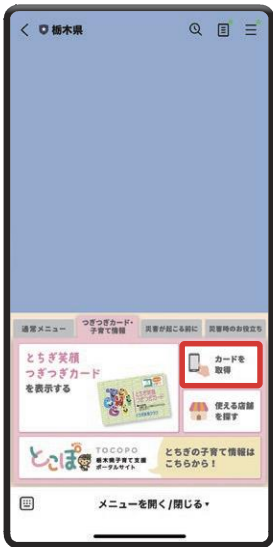 栃木県
通常メニュー
つぎつぎカード・
子育て情報
災害が起こる前に
災害時のお役立ち
とちぎ笑顔
つぎつぎカード
を表示する
カードを
取得
使える店舗
を探す
とこぽ
TOCOPO
栃木県子育て支援
ポータルサイト
とちぎの子育て情報は
こちらから！
メニューを開く/閉じる▾